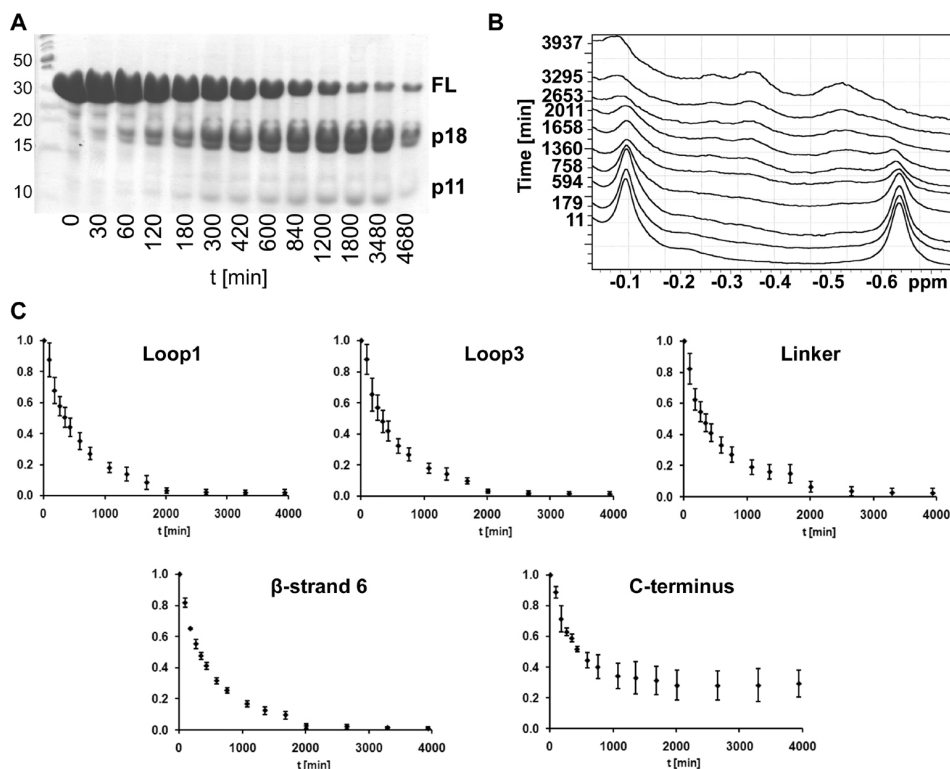 A
50
30
20
15
10
FL
p18
p11
0 30 60 120 180 300 420 600 840 1200 1800 3480 4680
t [min]
B
Time [min]
3937
3295
2653
2011
1658
1360
758
594
179
11
-0.1 -0.2 -0.3 -0.4 -0.5 -0.6 ppm
C
Loop1
1.0
0.8
0.6
0.4
0.2
0.0
0 1000 2000 3000 4000
t [min]
Loop3
1.0
0.8
0.6
0.4
0.2
0.0
0 1000 2000 3000 4000
t [min]
Linker
1.0
0.8
0.6
0.4
0.2
0.0
0 1000 2000 3000 4000
t [min]
β-strand 6
1.0
0.8
0.6
0.4
0.2
0.0
0 1000 2000 3000 4000
t [min]
C-terminus
1.0
0.8
0.6
0.4
0.2
0.0
0 1000 2000 3000 4000
t [min]